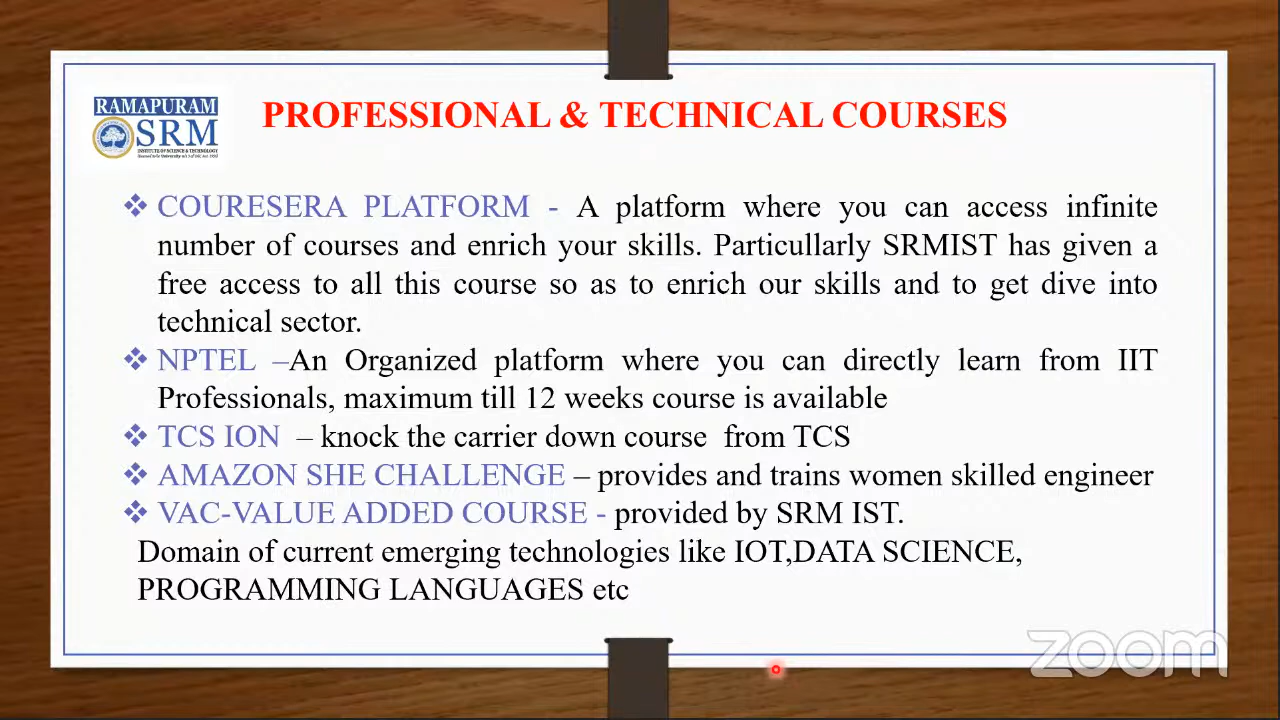 RAMAPURAM
SRM
INSTITUTE OF SCIENCE & TECHNOLOGY
PROFESSIONAL & TECHNICAL COURSES
COURESERA PLATFORM - A platform where you can access infinite
number of courses and enrich your skills. Particullarly SRMIST has given a
free access to all this course so as to enrich our skills and to get dive into
technical sector.
NPTEL –An Organized platform where you can directly learn from IIT
Professionals, maximum till 12 weeks course is available
TCS ION – knock the carrier down course from TCS
AMAZON SHE CHALLENGE – provides and trains women skilled engineer
VAC-VALUE ADDED COURSE - provided by SRM IST.
Domain of current emerging technologies like IOT,DATA SCIENCE,
PROGRAMMING LANGUAGES etc
zoom